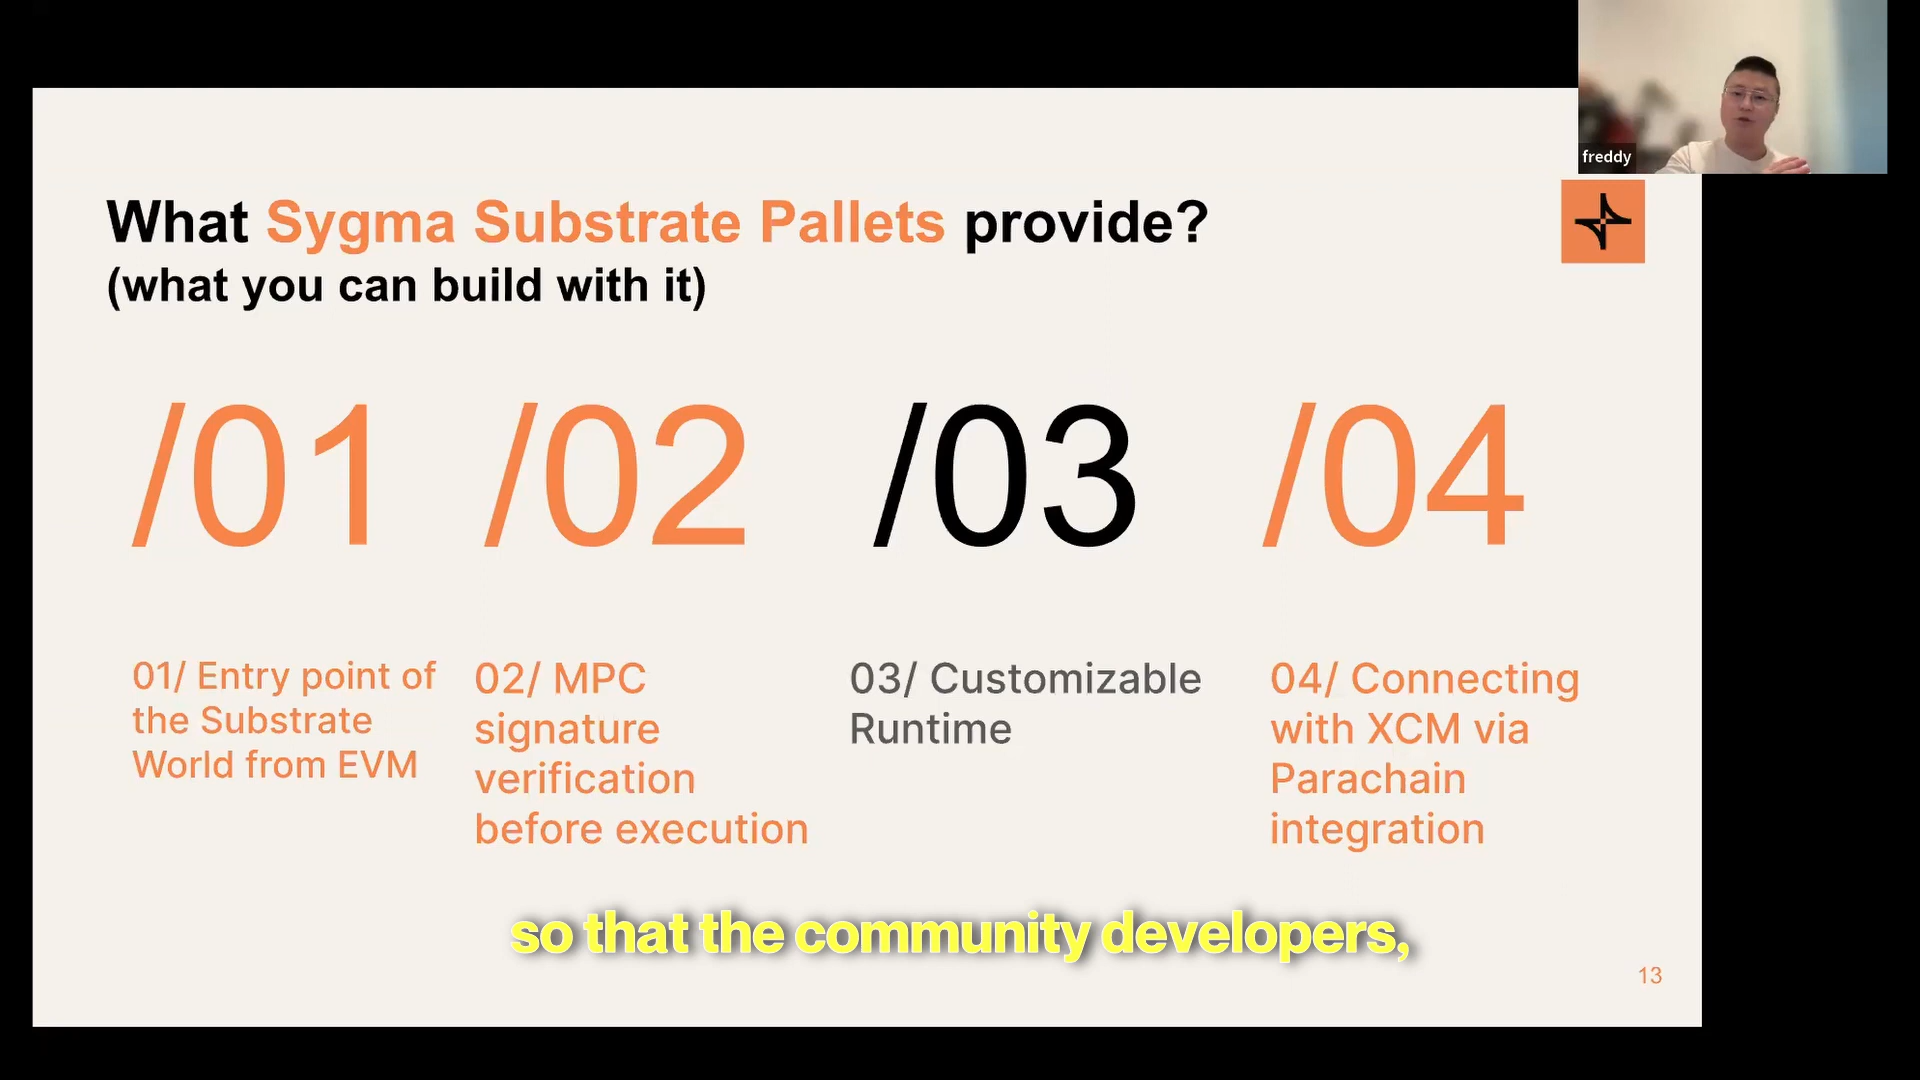 freddy
What Sygma Substrate Pallets provide?
(what you can build with it)
/01
/02
/03
/04
01/ Entry point of
the Substrate
World from EVM
02/ MPC
signature
verification
before execution
03/ Customizable
Runtime
04/ Connecting
with XCM via
Parachain
integration
so that the community developers,
13